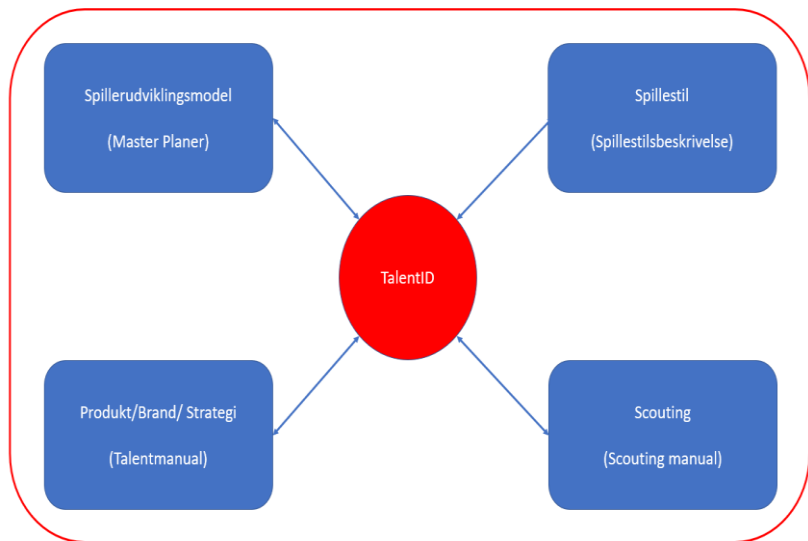 Spillerudviklingsmodel
(Master Planer)
Spillestil
(Spillestilsbeskrivelse)
TalentID
Produkt/Brand/ Strategi
(Talentmanual)
Scouting
(Scouting manual)